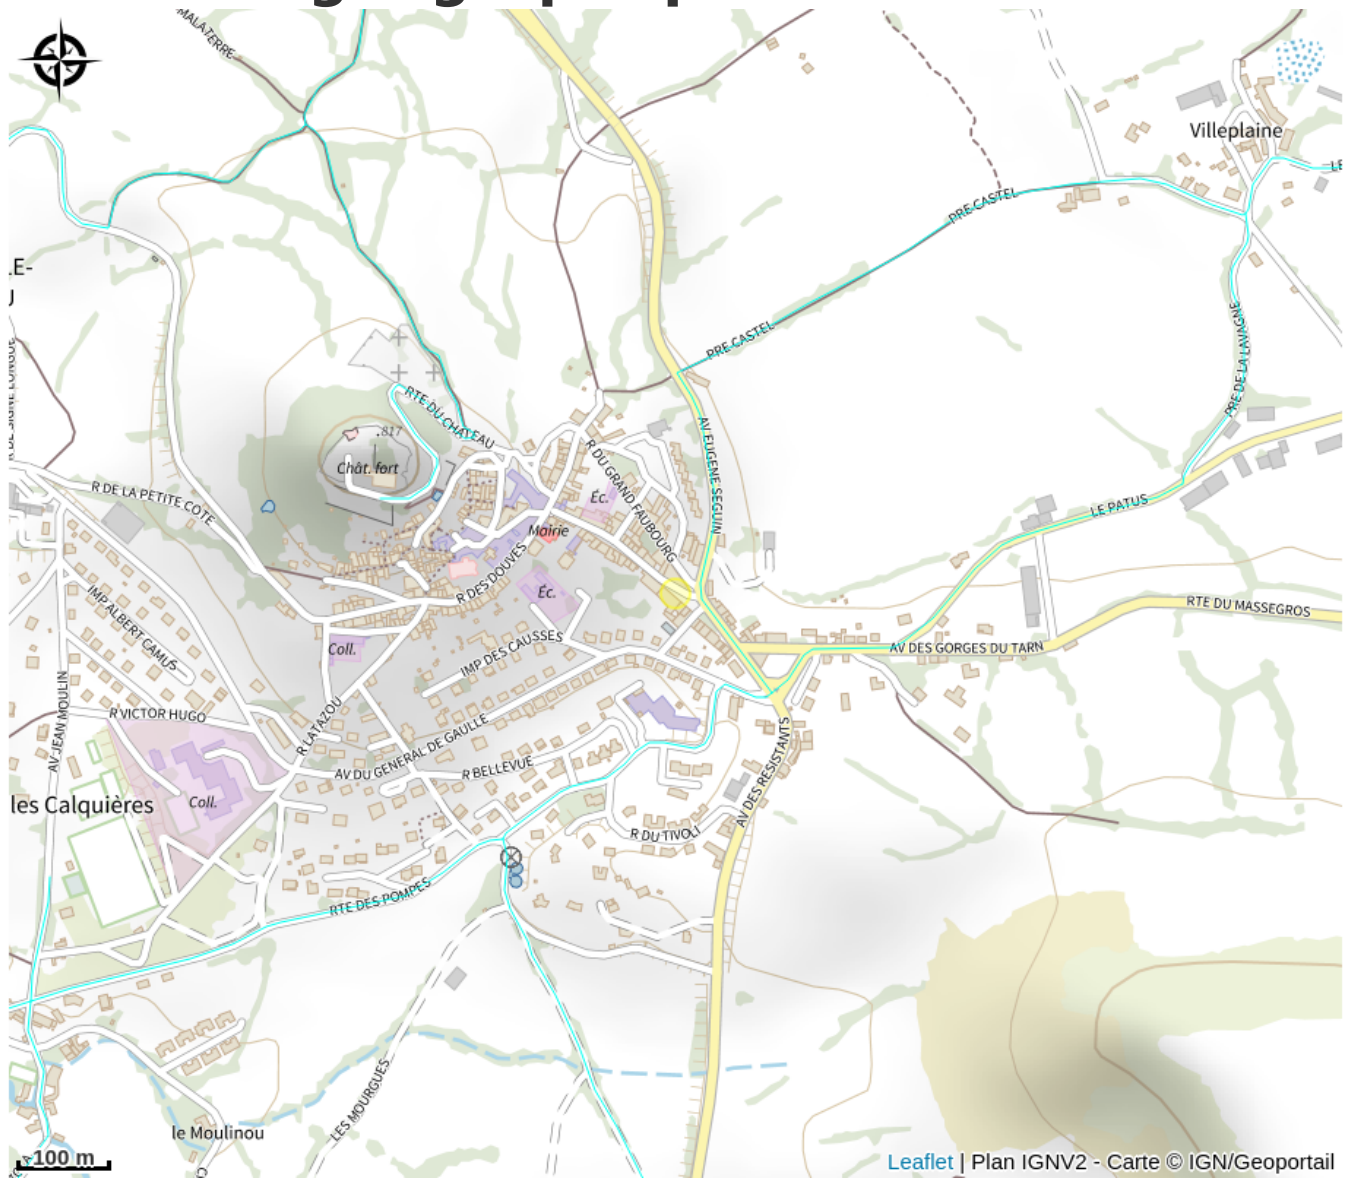 MALATERRE
Villeplaine
LE
PRE CASTEL
LE-
U
PRE CASTEL
PRE DE LA LAVAGNE
RTE DU CHATEAU
.817
Chât. fort
AV EUGENE SEGUIN
R DU GRAND FAUBOURG
Éc.
R DE LA PETITE COTE
LE PATUS
Mairie
R DES DOUVES
Éc.
IMP ALBERT CAMUS
RTE DU MASSEGROS
Coll.
IMP DES CAUSSES
AV DES GORGES DU TARN
AV JEAN MOULIN
R VICTOR HUGO
R LATAZOU
AV DU GENERAL DE GAULLE
R BELLEVUE
AV DES RESISTANTS
les Calquières
Coll.
R DU TIVOLI
RTE DES POMPES
LES MOURGUES
le Moulinou
100 m
Leaflet | Plan IGNV2 - Carte © IGN/Geoportail